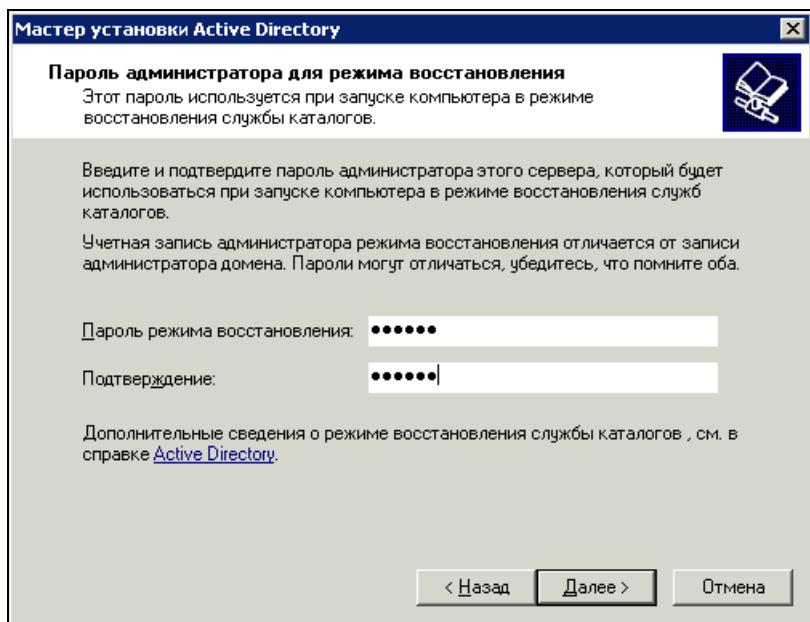 Мастер установки Active Directory
Пароль администратора для режима восстановления
Этот пароль используется при запуске компьютера в режиме
восстановления службы каталогов.
Введите и подтвердите пароль администратора этого сервера, который будет
использоваться при запуске компьютера в режиме восстановления служб
каталогов.
Учетная запись администратора режима восстановления отличается от записи
администратора домена. Пароли могут отличаться, убедитесь, что помните оба.
Пароль режима восстановления: ●●●●●●
Подтверждение: ●●●●●●
Дополнительные сведения о режиме восстановления службы каталогов , см. в
справке Active Directory.
< Назад Далее > Отмена